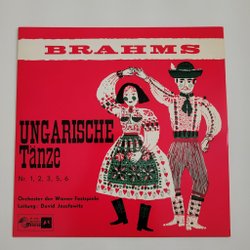 BRAHMS
UNGARISCHE
Tänze
Nr. 1, 2, 3, 5, 6
Orchester der Wiener Festspiele
Leitung: David Josefowitz